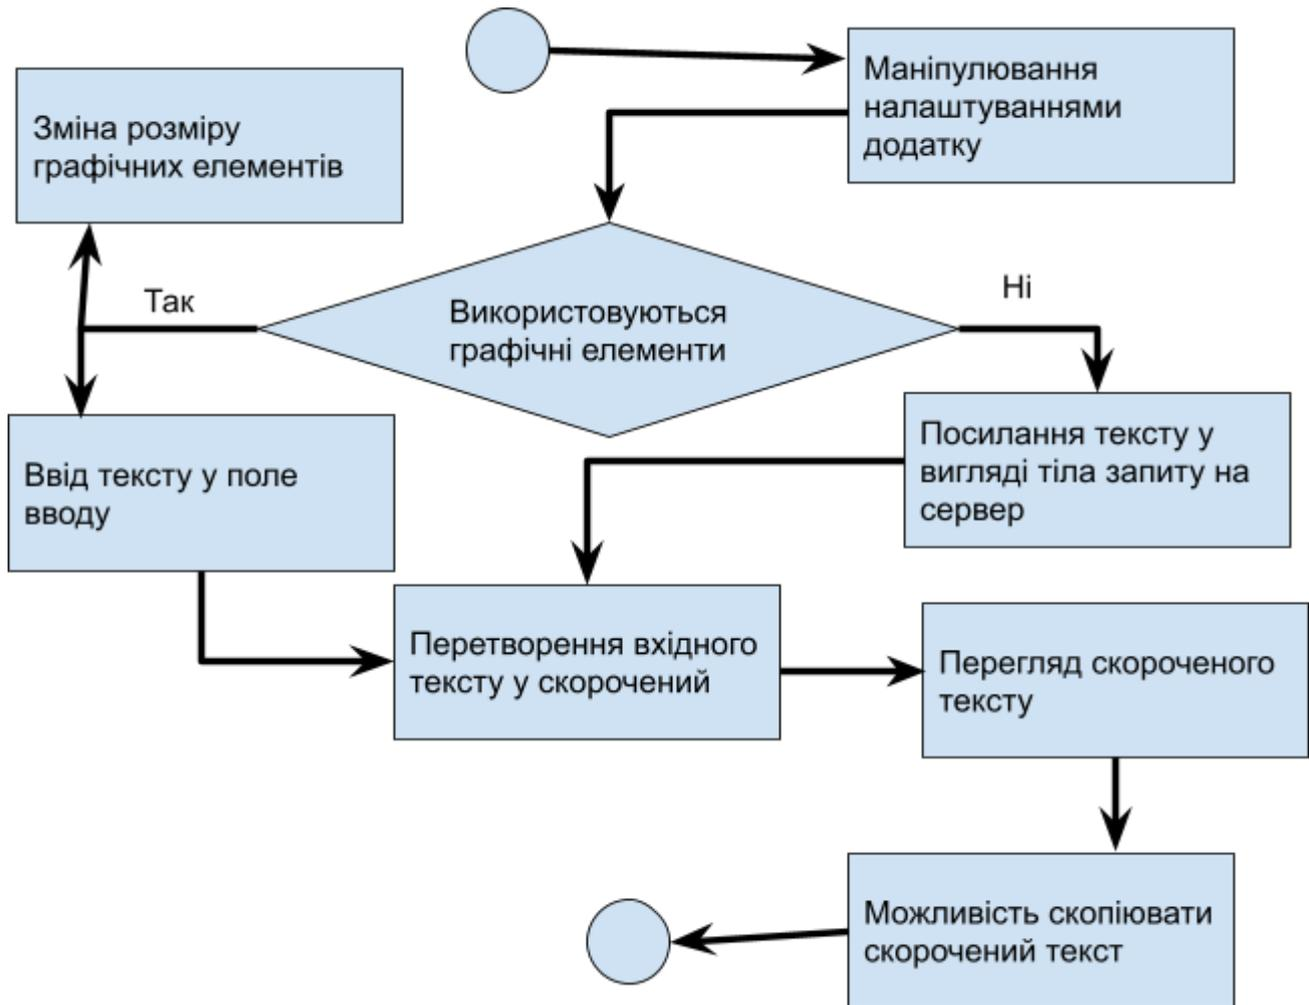 Маніпулювання
налаштуваннями
додатку
Зміна розміру
графічних елементів
Так
Використовуються
графічні елементи
Ні
Ввід тексту у поле
вводу
Посилання тексту у
вигляді тіла запиту на
сервер
Перетворення вхідного
тексту у скорочений
Перегляд скороченого
тексту
Можливість скопіювати
скорочений текст